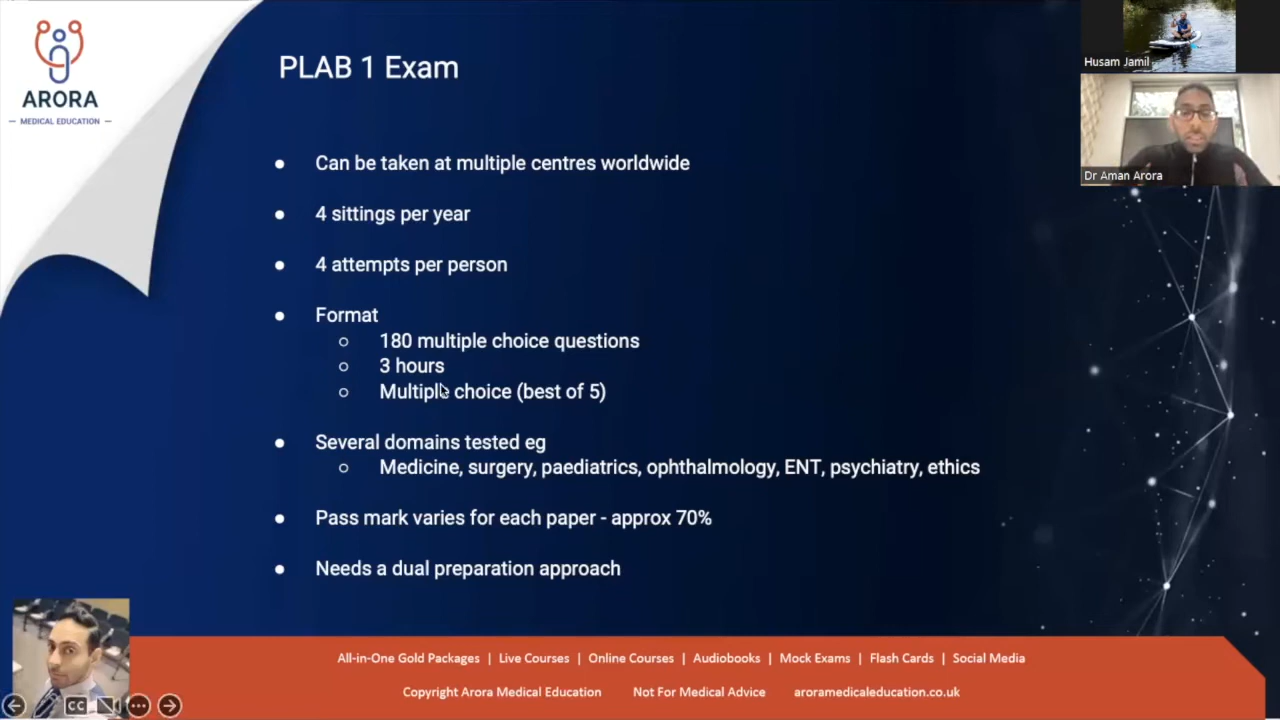 ARORA
MEDICAL EDUCATION
PLAB 1 Exam
Husam Jamil
Dr Aman Arora
Can be taken at multiple centres worldwide
4 sittings per year
4 attempts per person
Format
180 multiple choice questions
3 hours
Multiple choice (best of 5)
Several domains tested eg
Medicine, surgery, paediatrics, ophthalmology, ENT, psychiatry, ethics
Pass mark varies for each paper - approx 70%
Needs a dual preparation approach
All-in-One Gold Packages | Live Courses | Online Courses | Audiobooks | Mock Exams | Flash Cards | Social Media
Copyright Arora Medical Education Not For Medical Advice aroramedicaleducation.co.uk
CC